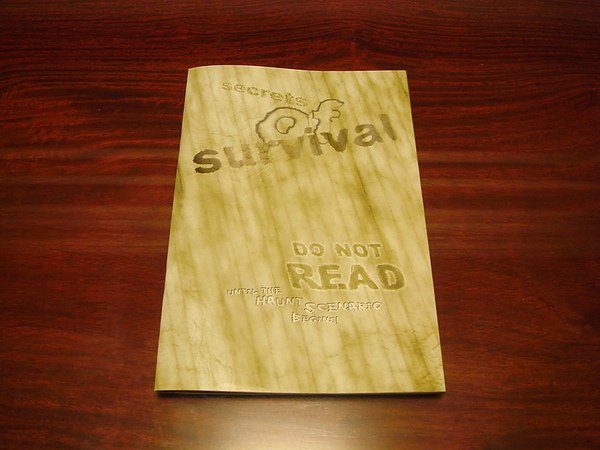 secrets
of
survival
DO NOT
READ
UNTIL THE
HAUNT SCENARIO
BEGINS!